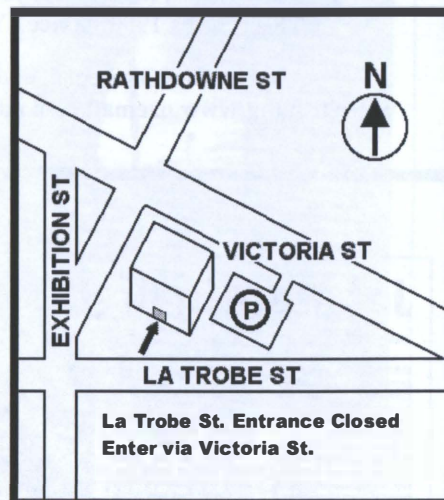 RATHDOWNE ST
N
EXHIBITION ST
VICTORIA ST
P
LA TROBE ST
La Trobe St. Entrance Closed
Enter via Victoria St.